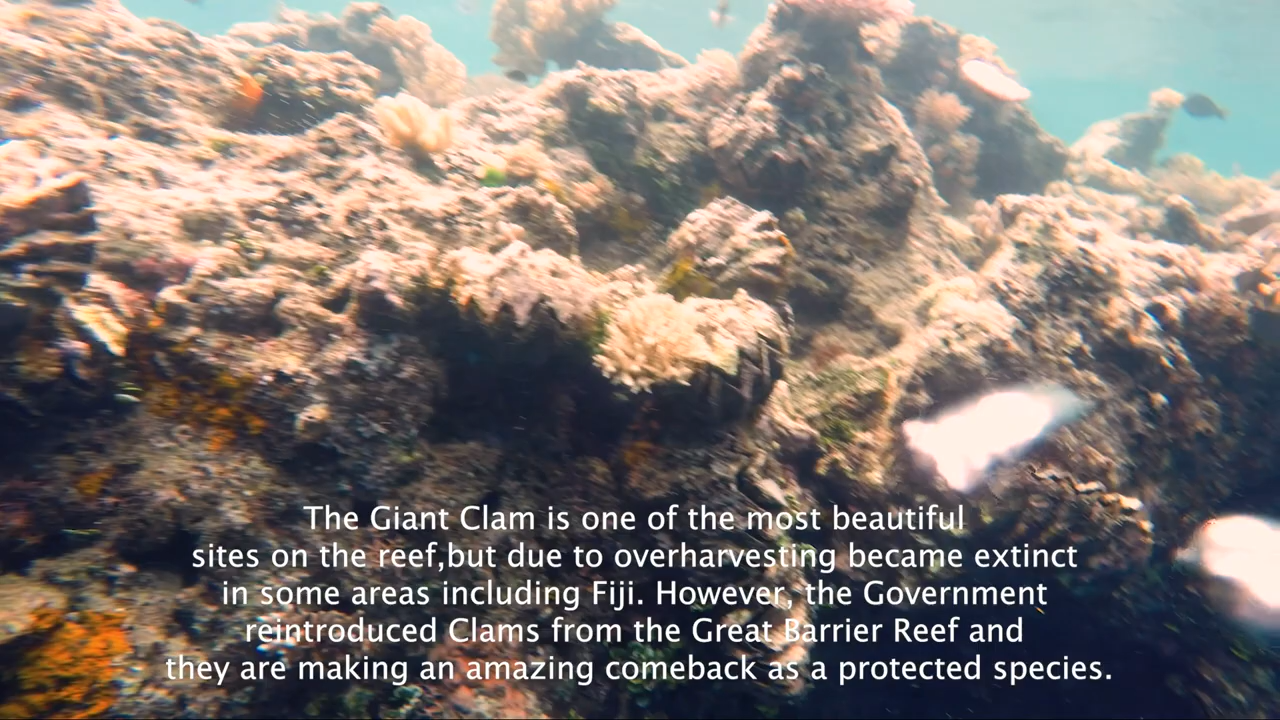 The Giant Clam is one of the most beautiful
sites on the reef,but due to overharvesting became extinct
in some areas including Fiji. However, the Government
reintroduced Clams from the Great Barrier Reef and
they are making an amazing comeback as a protected species.